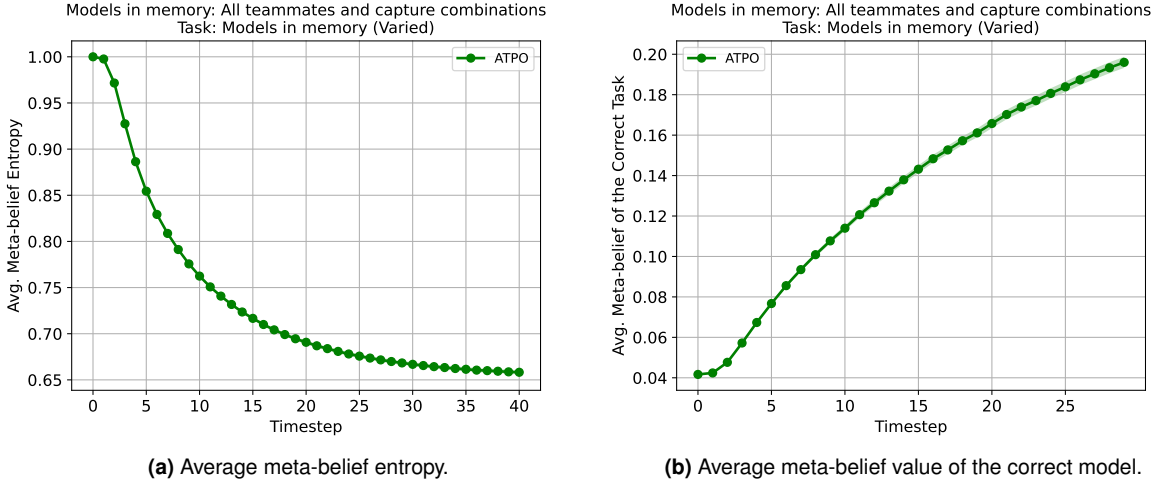 Models in memory: All teammates and capture combinations
Task: Models in memory (Varied)
ATPO
Avg. Meta-belief Entropy
1.00
0.95
0.90
0.85
0.80
0.75
0.70
0.65
0 5 10 15 20 25 30 35 40
Timestep
(a) Average meta-belief entropy.
Models in memory: All teammates and capture combinations
Task: Models in memory (Varied)
ATPO
Avg. Meta-belief of the Correct Task
0.20
0.18
0.16
0.14
0.12
0.10
0.08
0.06
0.04
0 5 10 15 20 25
Timestep
(b) Average meta-belief value of the correct model.